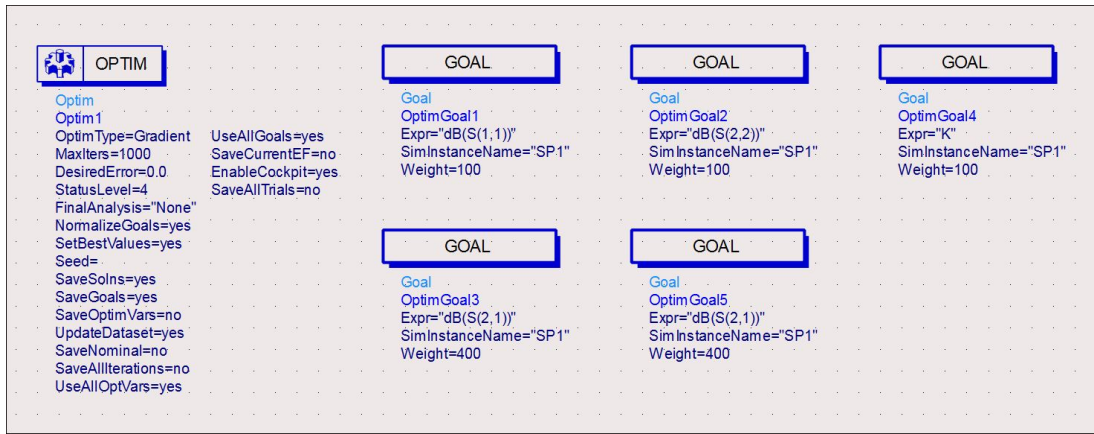 OPTIM
Optim
Optim1
OptimType=Gradient
MaxIters=1000
DesiredError=0.0
StatusLevel=4
FinalAnalysis="None"
NormalizeGoals=yes
SetBestValues=yes
Seed=
SaveSolns=yes
SaveGoals=yes
SaveOptimVars=no
UpdateDataset=yes
SaveNominal=no
SaveAllIterations=no
UseAllOptVars=yes
UseAllGoals=yes
SaveCurrentEF=no
EnableCockpit=yes
SaveAllTrials=no
GOAL
Goal
OptimGoal1
Expr="dB(S(1,1))"
SimInstanceName="SP1"
Weight=100
GOAL
Goal
OptimGoal2
Expr="dB(S(2,2))"
SimInstanceName="SP1"
Weight=100
GOAL
Goal
OptimGoal4
Expr="K"
SimInstanceName="SP1"
Weight=100
GOAL
Goal
OptimGoal3
Expr="dB(S(2,1))"
SimInstanceName="SP1"
Weight=400
GOAL
Goal
OptimGoal5
Expr="dB(S(2,1))"
SimInstanceName="SP1"
Weight=400